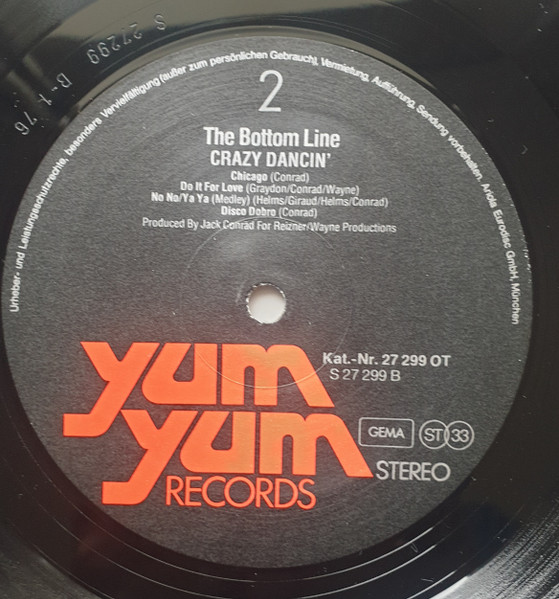 S 27299 B-1-76
Urheber- und Leistungsschutzrechte, besonders Vervielfältigung (außer zum persönlichen Gebrauch), Vermietung, Aufführung, Sendung vorbehalten. Ariola Eurodisc GmbH, München
2
The Bottom Line
CRAZY DANCIN'
Chicago (Conrad)
Do It For Love (Graydon/Conrad/Wayne)
No No/Ya Ya (Medley) (Helms/Giraud/Helms/Conrad)
Disco Dobro (Conrad)
Produced By Jack Conrad For Reizner/Wayne Productions
yum
yum
RECORDS
Kat.-Nr. 27 299 OT
S 27 299 B
GEMA
ST 33
STEREO